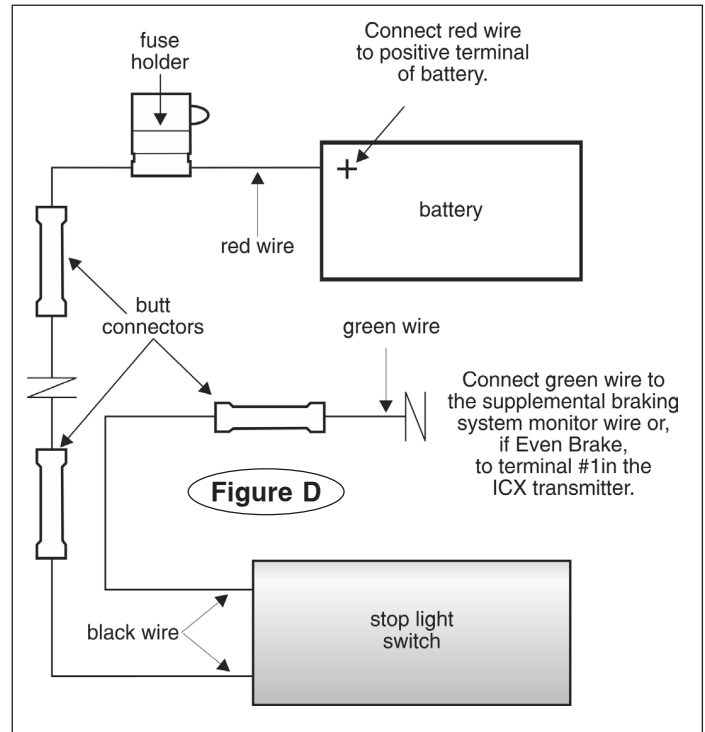 fuse
holder
Connect red wire
to positive terminal
of battery.
+
battery
red wire
butt
connectors
green wire
Connect green wire to
the supplemental braking
system monitor wire or,
if Even Brake,
to terminal #1in the
ICX transmitter.
Figure D
stop light
switch
black wire